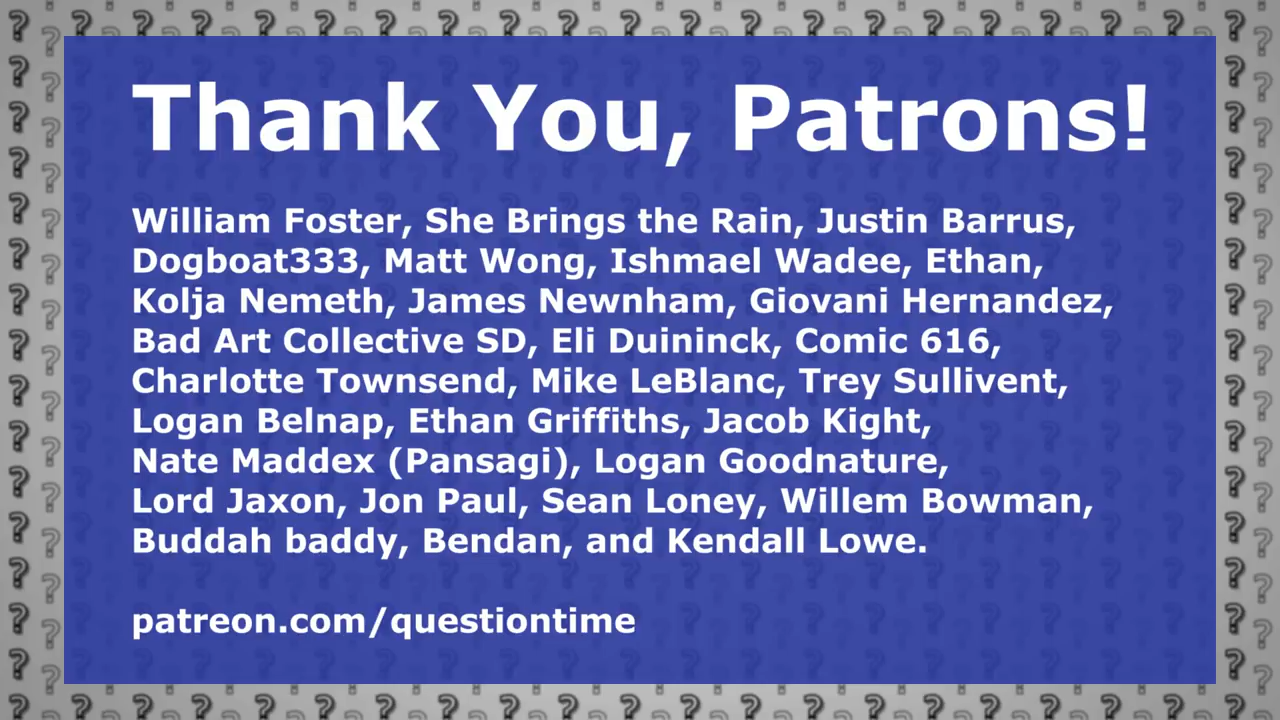 Thank You, Patrons!
William Foster, She Brings the Rain, Justin Barrus,
Dogboat333, Matt Wong, Ishmael Wadee, Ethan,
Kolja Nemeth, James Newnham, Giovani Hernandez,
Bad Art Collective SD, Eli Duininck, Comic 616,
Charlotte Townsend, Mike LeBlanc, Trey Sullivent,
Logan Belnap, Ethan Griffiths, Jacob Kight,
Nate Maddex (Pansagi), Logan Goodnature,
Lord Jaxon, Jon Paul, Sean Loney, Willem Bowman,
Buddah baddy, Bendan, and Kendall Lowe.
patreon.com/questiontime